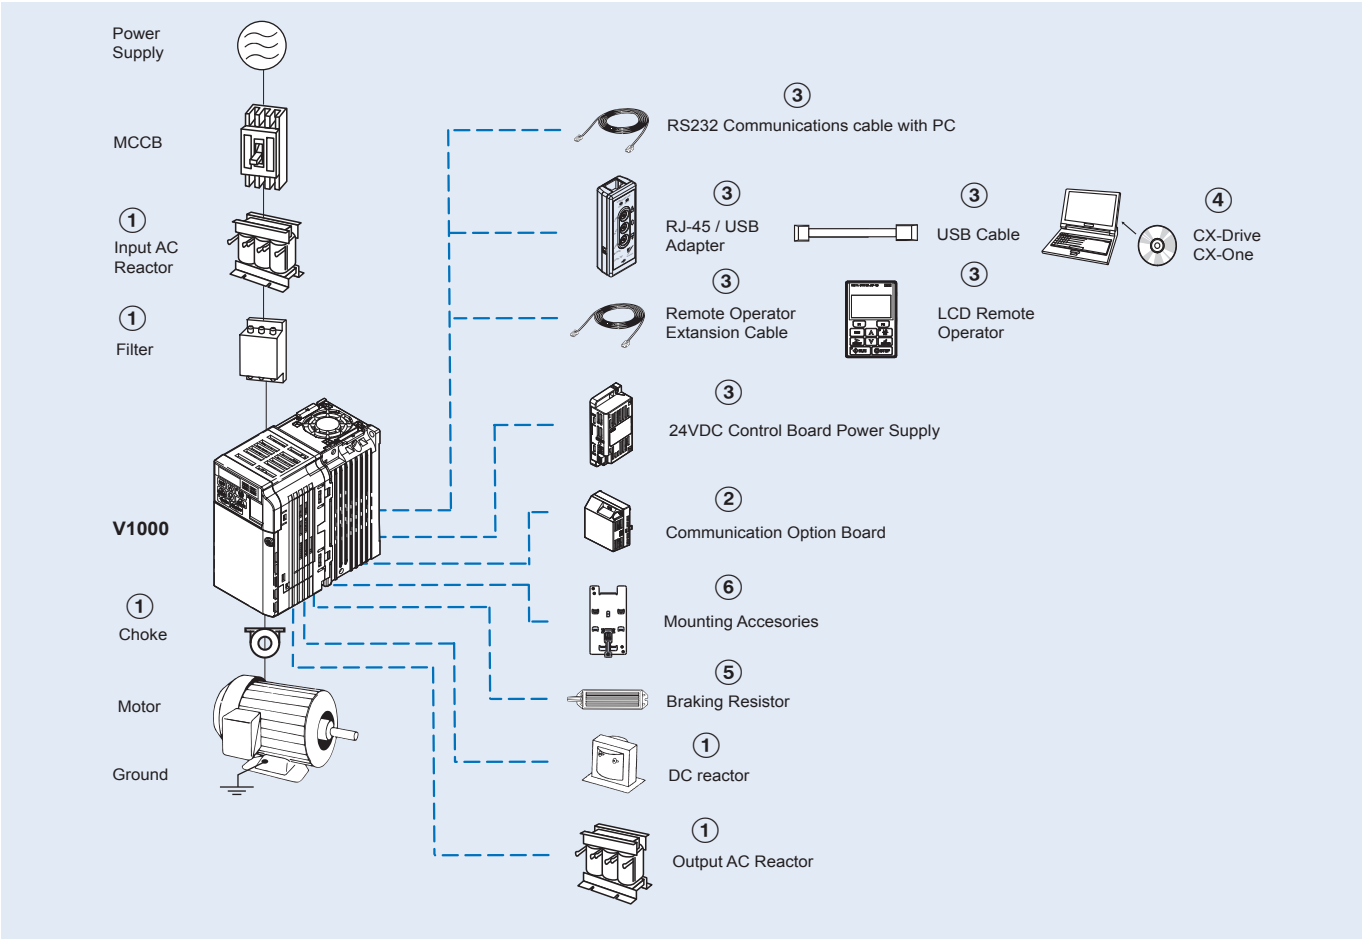 Power
Supply
MCCB
1
Input AC
Reactor
1
Filter
V1000
1
Choke
Motor
Ground
3
RS232 Communications cable with PC
3
RJ-45 / USB
Adapter
3
USB Cable
4
CX-Drive
CX-One
3
Remote Operator
Extansion Cable
3
LCD Remote
Operator
3
24VDC Control Board Power Supply
2
Communication Option Board
6
Mounting Accesories
5
Braking Resistor
1
DC reactor
1
Output AC Reactor